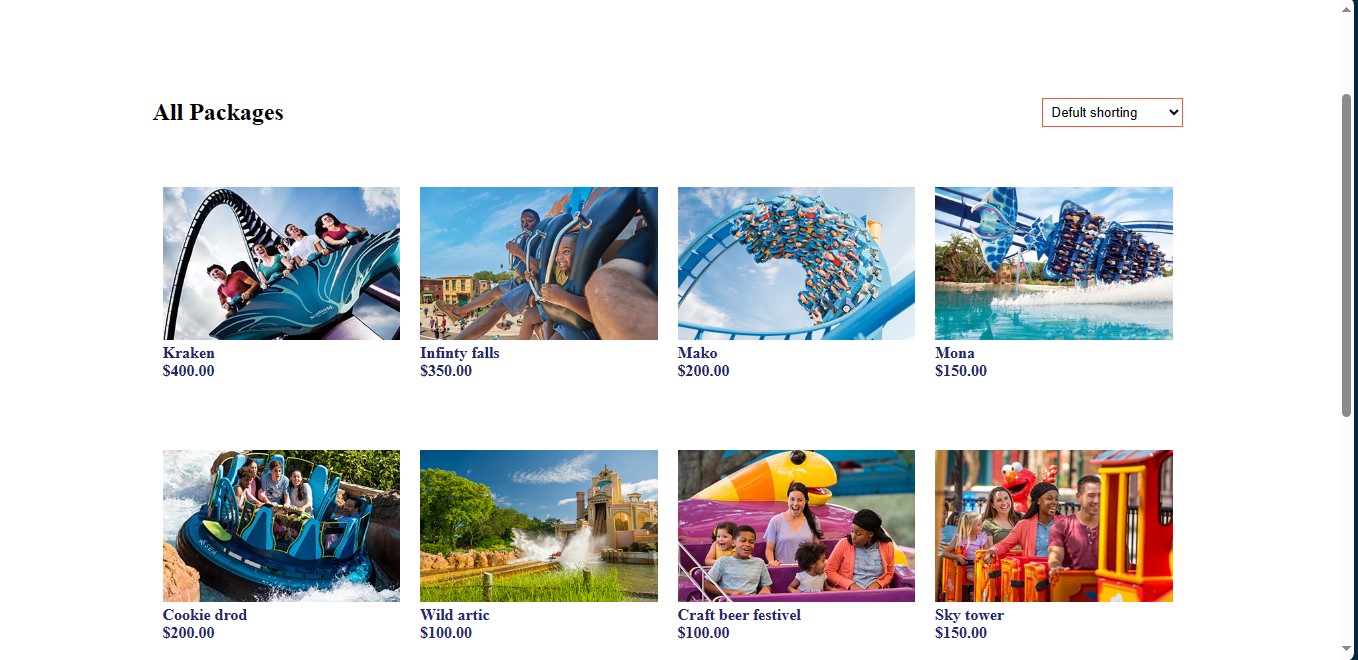 All Packages
Defult shorting
Kraken
$400.00
Infinty falls
$350.00
Mako
$200.00
Mona
$150.00
Cookie drod
$200.00
Wild artic
$100.00
Craft beer festivel
$100.00
Sky tower
$150.00